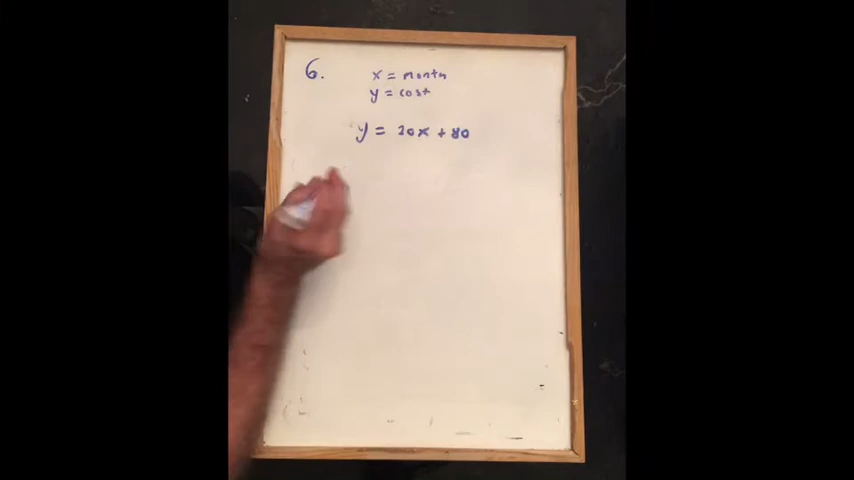 6.
x = month
y = cost
y = 20x + 80